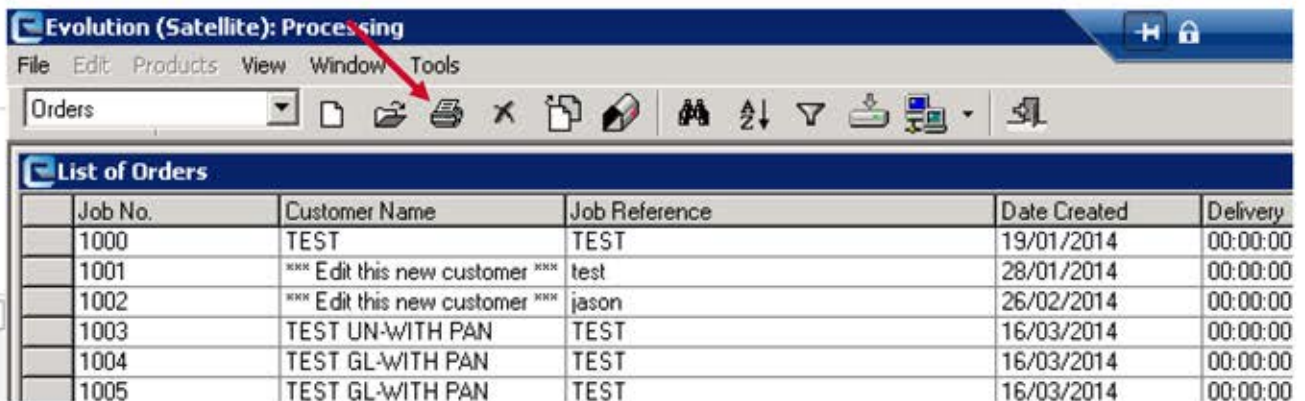 Evolution (Satellite): Processing
File Edit Products View Window Tools
Orders
List of Orders
Job No. Customer Name Job Reference Date Created Delivery
1000 TEST TEST 19/01/2014 00:00:00
1001 *** Edit this new customer *** test 28/01/2014 00:00:00
1002 *** Edit this new customer *** jason 26/02/2014 00:00:00
1003 TEST UN-WITH PAN TEST 16/03/2014 00:00:00
1004 TEST GL-WITH PAN TEST 16/03/2014 00:00:00
1005 TEST GL-WITH PAN TEST 16/03/2014 00:00:00